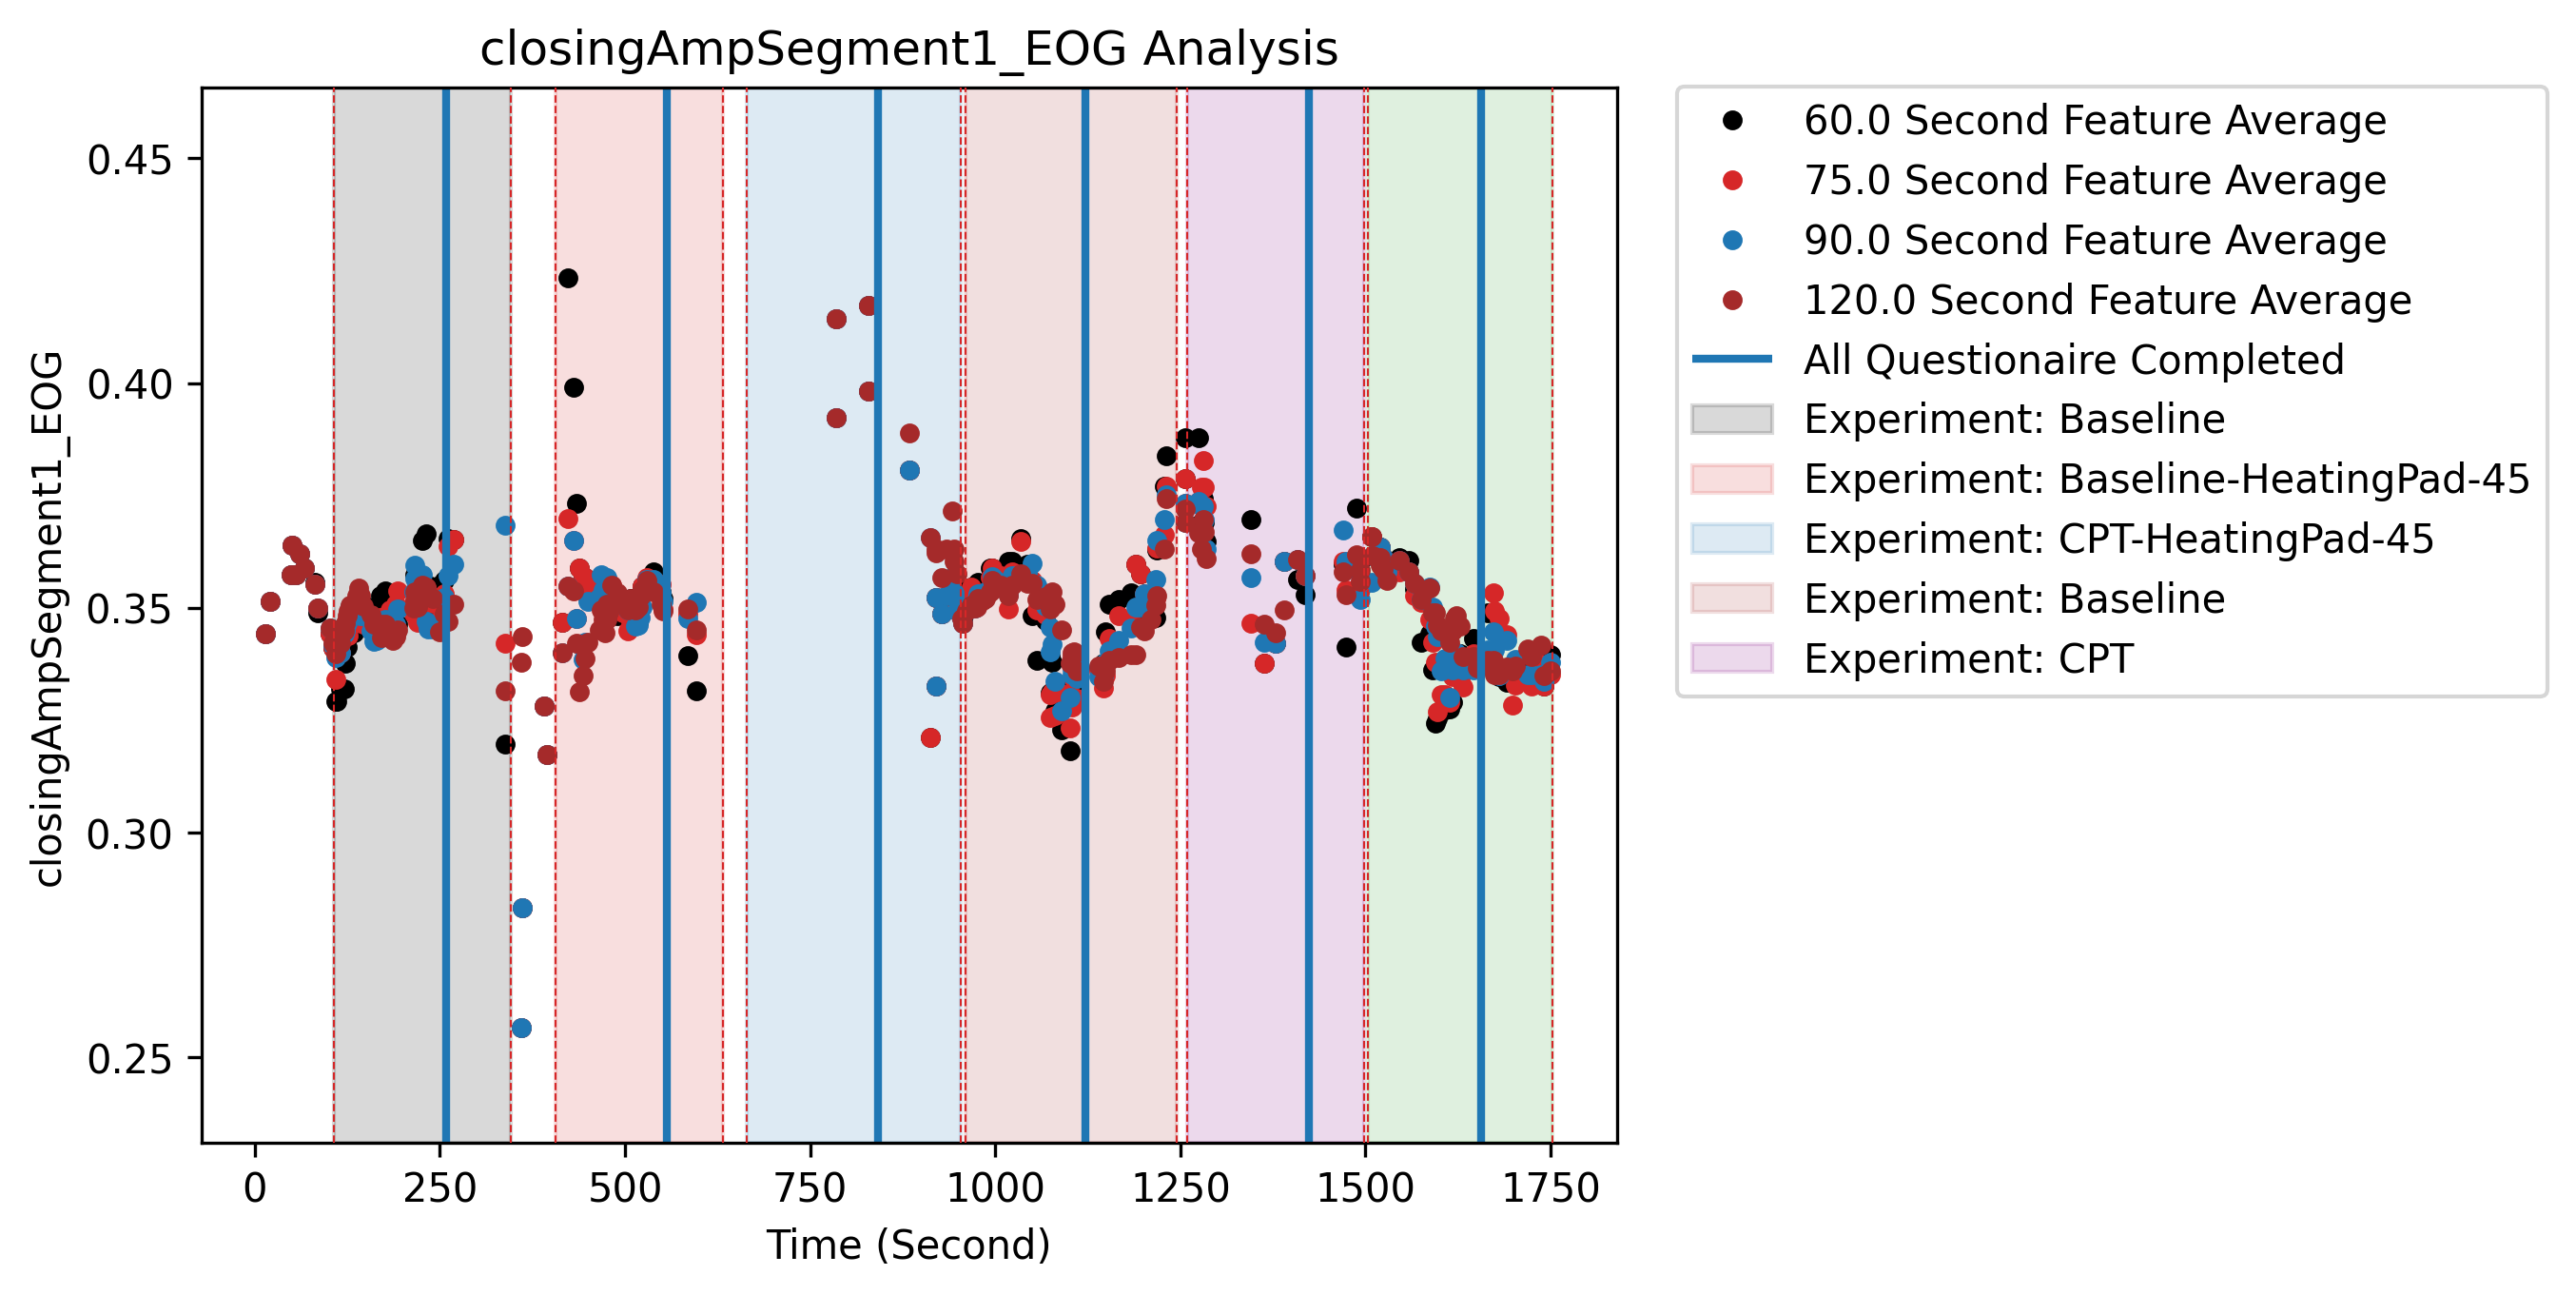 closingAmpSegment1_EOG Analysis
closingAmpSegment1_EOG
0.45
0.40
0.35
0.30
0.25
0 250 500 750 1000 1250 1500 1750
Time (Second)
60.0 Second Feature Average
75.0 Second Feature Average
90.0 Second Feature Average
120.0 Second Feature Average
All Questionaire Completed
Experiment: Baseline
Experiment: Baseline-HeatingPad-45
Experiment: CPT-HeatingPad-45
Experiment: Baseline
Experiment: CPT